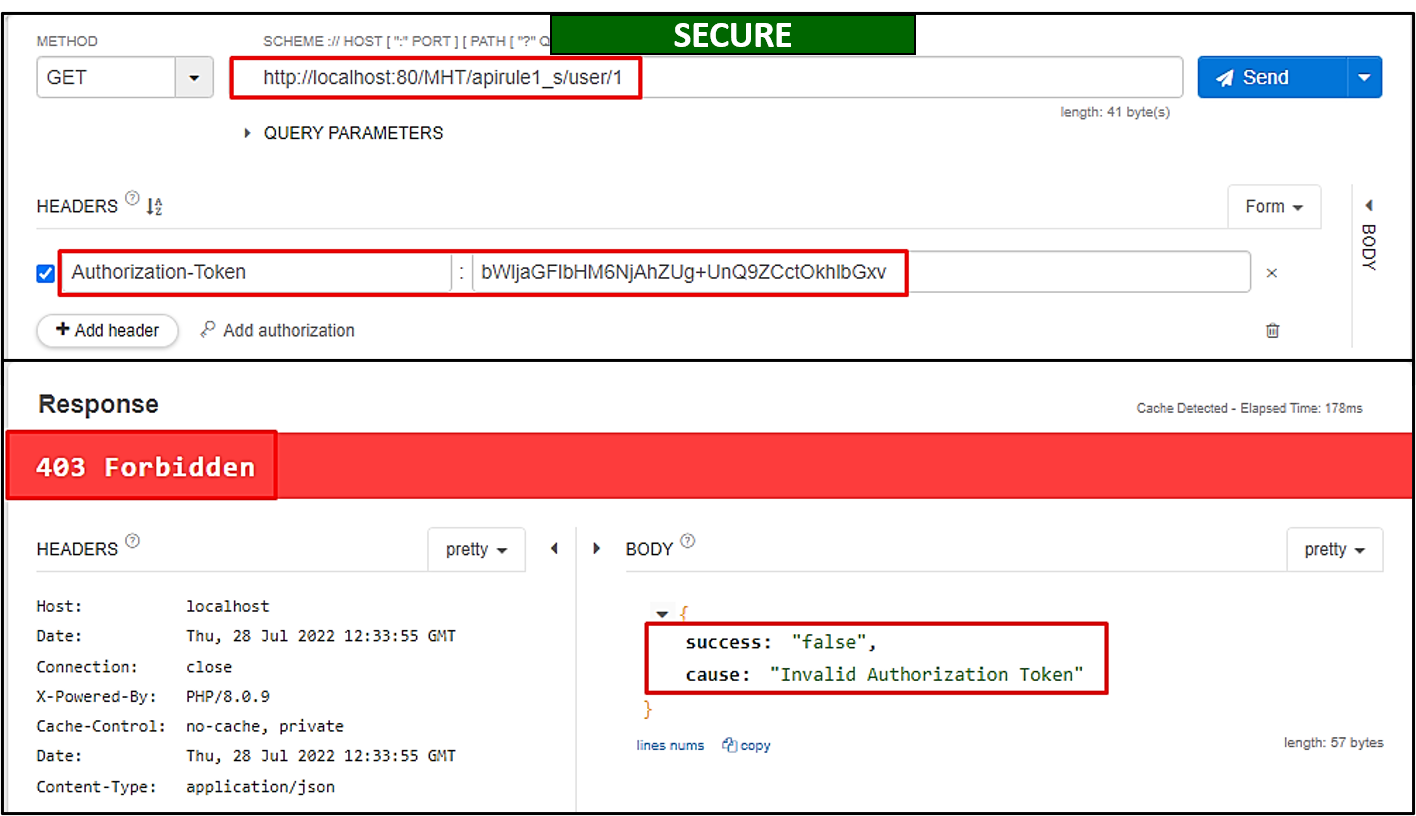 SECURE
METHOD
SCHEME :// HOST [ ":" PORT ] [ PATH [ "?" Q
GET
http://localhost:80/MHT/apirule1_s/user/1
Send
length: 41 byte(s)
QUERY PARAMETERS
HEADERS ? A Z
Form
BODY
Authorization-Token : bWljaGFlbHM6NjAhZUg+UnQ9ZCctOkhlbGxv ×
+ Add header Add authorization
Response
Cache Detected - Elapsed Time: 178ms
403 Forbidden
HEADERS ? pretty
BODY ? pretty
Host: localhost
Date: Thu, 28 Jul 2022 12:33:55 GMT
Connection: close
X-Powered-By: PHP/8.0.9
Cache-Control: no-cache, private
Date: Thu, 28 Jul 2022 12:33:55 GMT
Content-Type: application/json
{
success: "false",
cause: "Invalid Authorization Token"
}
lines nums copy
length: 57 bytes